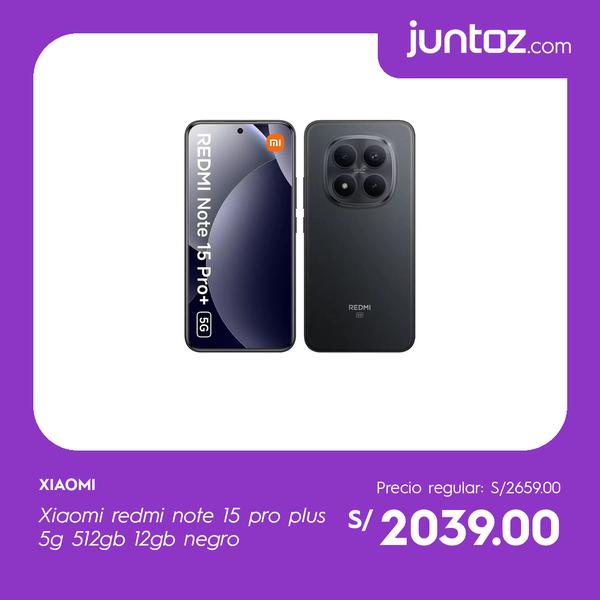 juntoz.com
REDMI Note 15 Pro+ 5G
mi
REDMI
XIAOMI
Xiaomi redmi note 15 pro plus
5g 512gb 12gb negro
Precio regular: S/2659.00
S/ 2039.00